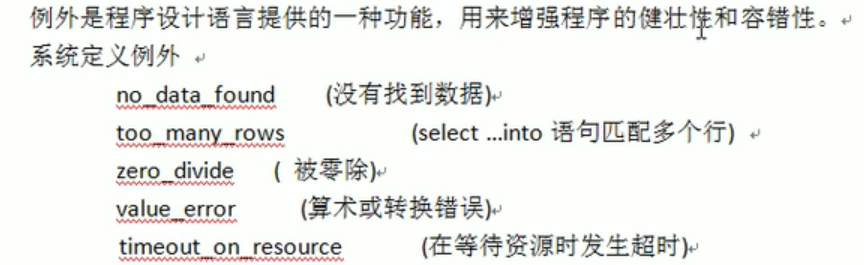 例外是程序设计语言提供的一种功能，用来增强程序的健壮性和容错性。
系统定义例外
no_data_found (没有找到数据)
too_many_rows (select ...into 语句匹配多个行)
zero_divide ( 被零除)
value_error (算术或转换错误)
timeout_on_resource (在等待资源时发生超时)